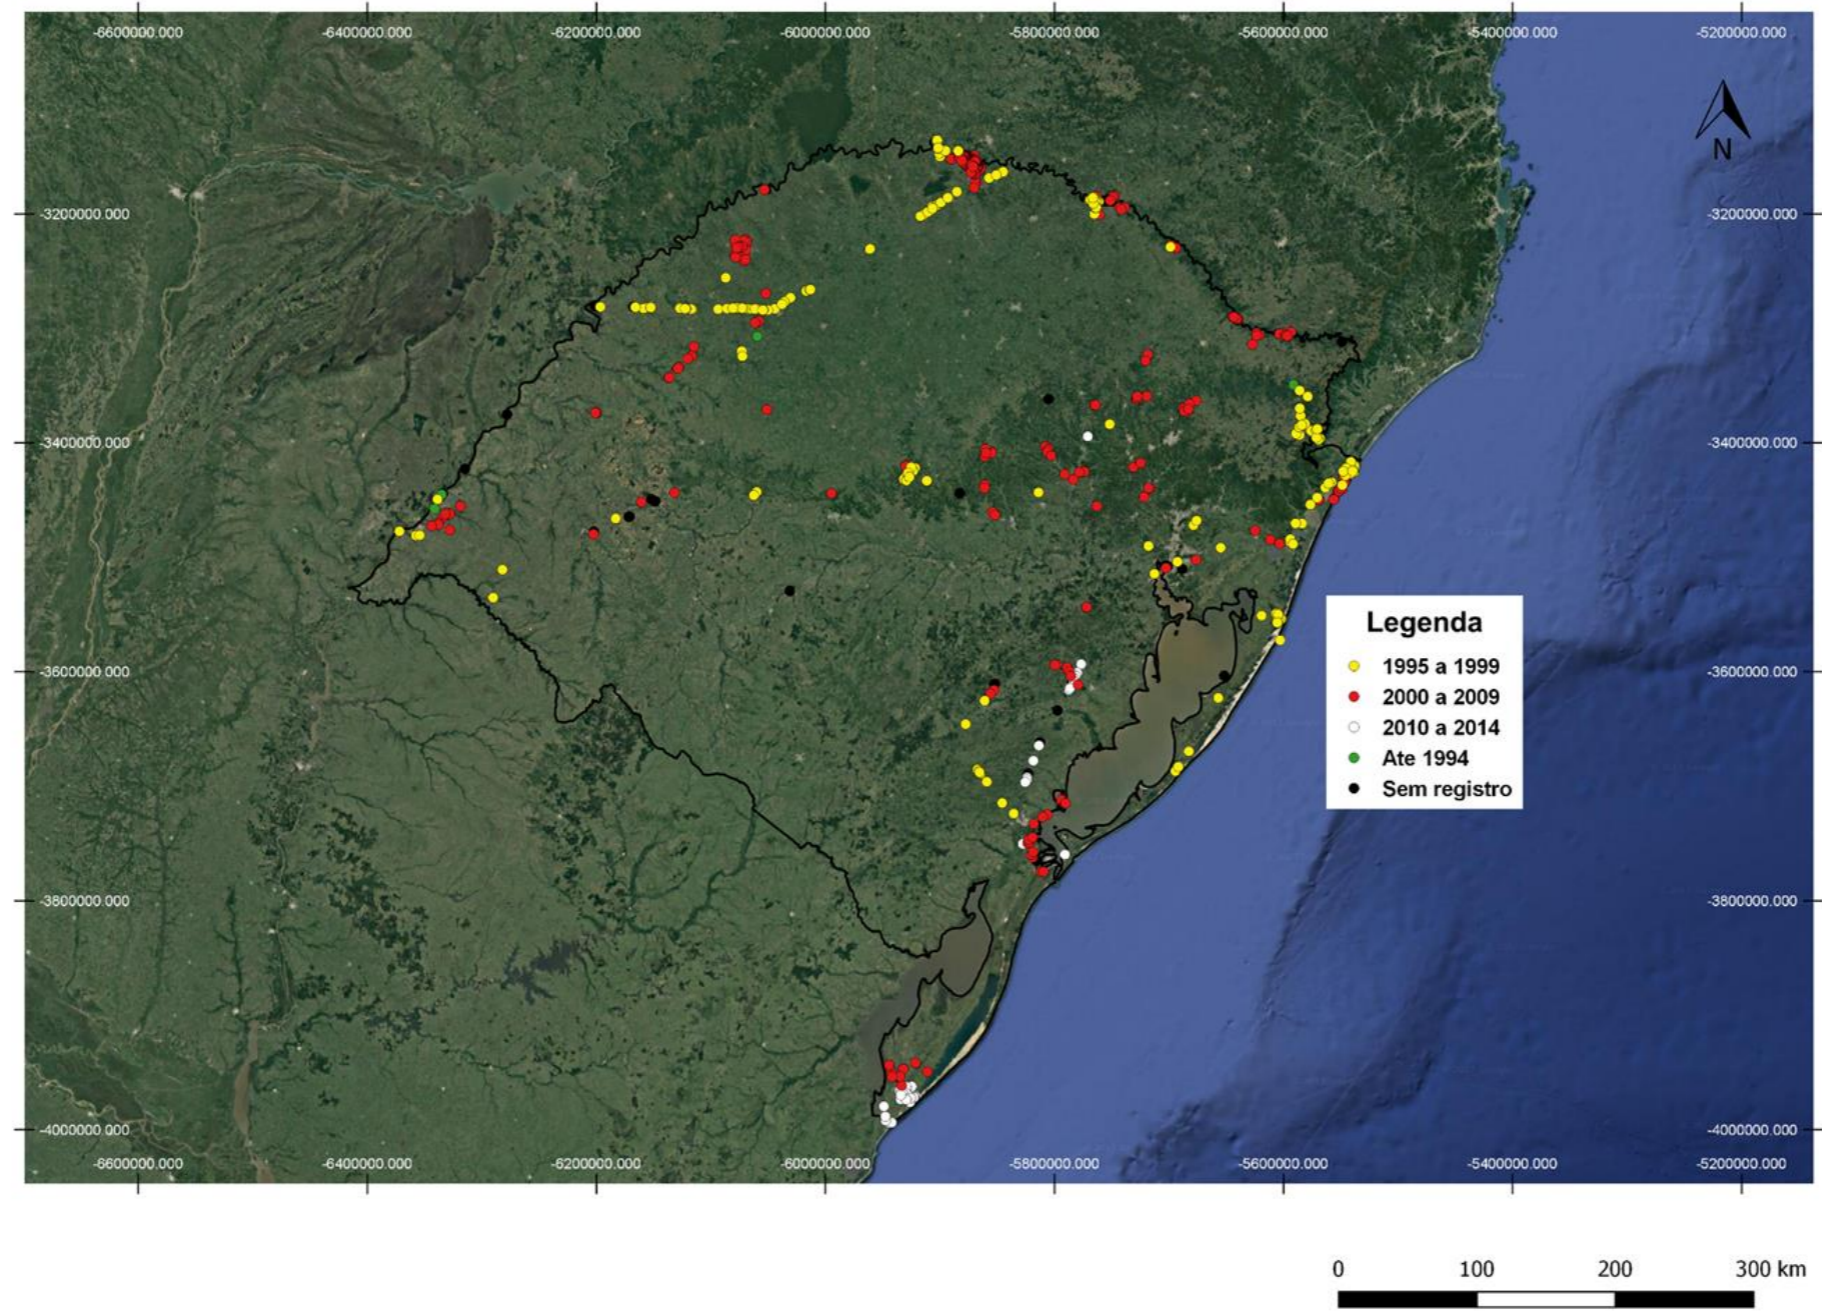 -6600000.000 -6400000.000 -6200000.000 -6000000.000 -5800000.000 -5600000.000 -5400000.000 -5200000.000
N
-3200000.000 -3200000.000
-3400000.000 -3400000.000
Legenda
1995 a 1999
-3600000.000 -3600000.000
2000 a 2009
2010 a 2014
Ate 1994
Sem registro
-3800000.000 -3800000.000
-4000000.000 -4000000.000
-6600000.000 -6400000.000 -6200000.000 -6000000.000 -5800000.000 -5600000.000 -5400000.000 -5200000.000
0 100 200 300 km